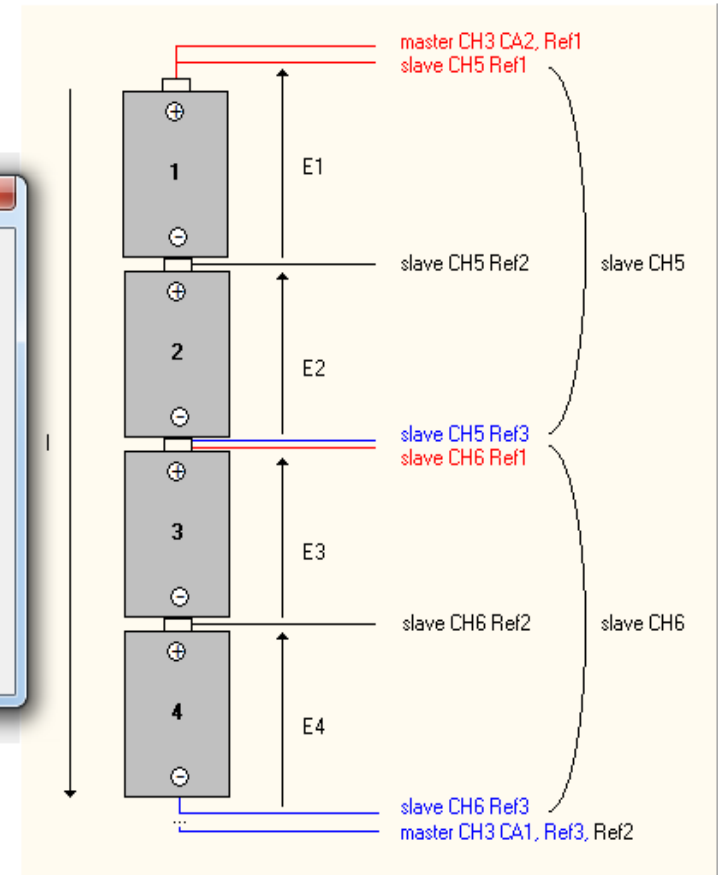 master CH3 CA2, Ref1
slave CH5 Ref1
1
E1
slave CH5 Ref2
slave CH5
2
E2
I
slave CH5 Ref3
slave CH6 Ref1
3
E3
slave CH6 Ref2
slave CH6
4
E4
slave CH6 Ref3
...
master CH3 CA1, Ref3, Ref2